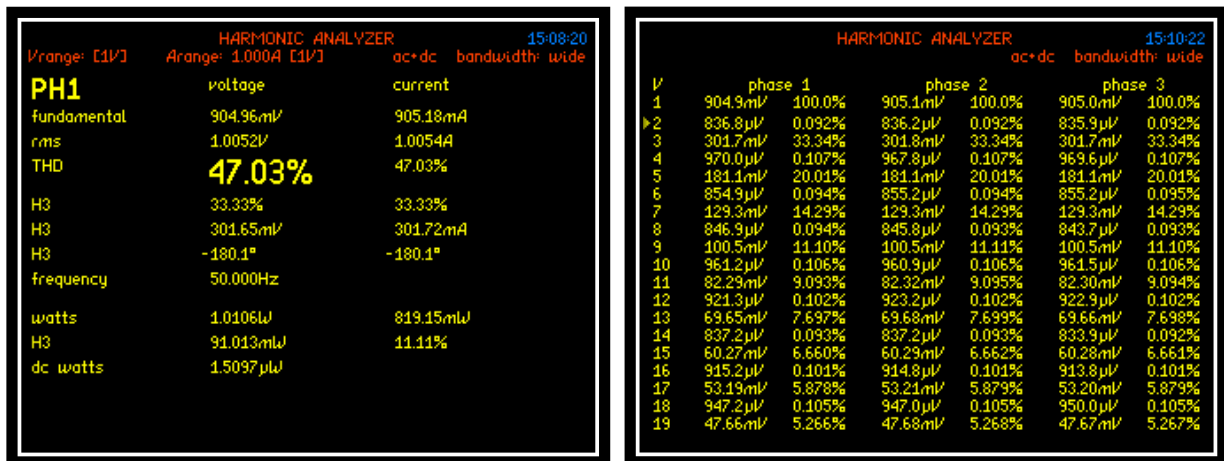 HARMONIC ANALYZER 15:08:20
Vrange: [1V] Arange: 1.000A [1V] ac+dc bandwidth: wide
PH1 voltage current
fundamental 904.96mV 905.18mA
rms 1.0052V 1.0054A
THD 47.03% 47.03%
H3 33.33% 33.33%
H3 301.65mV 301.72mA
H3 -180.1° -180.1°
frequency 50.000Hz
watts 1.0106W 819.15mW
H3 91.013mW 11.11%
dc watts 1.5097µW
HARMONIC ANALYZER 15:10:22
ac+dc bandwidth: wide
V phase 1 phase 2 phase 3
1 904.9mV 100.0% 905.1mV 100.0% 905.0mV 100.0%
2 836.8µV 0.092% 836.2µV 0.092% 835.9µV 0.092%
3 301.7mV 33.34% 301.8mV 33.34% 301.7mV 33.34%
4 970.0µV 0.107% 967.8µV 0.107% 969.6µV 0.107%
5 181.1mV 20.01% 181.1mV 20.01% 181.1mV 20.01%
6 854.9µV 0.094% 855.2µV 0.094% 855.2µV 0.095%
7 129.3mV 14.29% 129.3mV 14.29% 129.3mV 14.29%
8 846.9µV 0.094% 845.8µV 0.093% 843.7µV 0.093%
9 100.5mV 11.10% 100.5mV 11.11% 100.5mV 11.10%
10 961.2µV 0.106% 960.9µV 0.106% 961.5µV 0.106%
11 82.29mV 9.093% 82.32mV 9.095% 82.30mV 9.094%
12 921.3µV 0.102% 923.2µV 0.102% 922.9µV 0.102%
13 69.65mV 7.697% 69.68mV 7.699% 69.66mV 7.698%
14 837.2µV 0.093% 837.2µV 0.093% 833.9µV 0.092%
15 60.27mV 6.660% 60.29mV 6.662% 60.28mV 6.661%
16 915.2µV 0.101% 914.8µV 0.101% 913.8µV 0.101%
17 53.19mV 5.878% 53.21mV 5.879% 53.20mV 5.879%
18 947.2µV 0.105% 947.0µV 0.105% 950.0µV 0.105%
19 47.66mV 5.266% 47.68mV 5.268% 47.67mV 5.267%